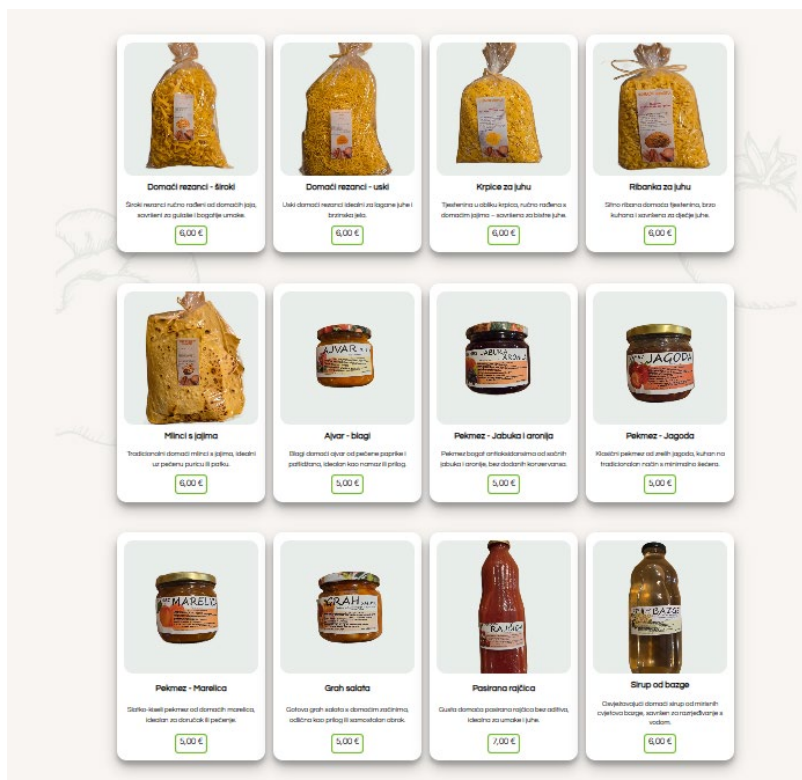 Domaći rezanci - široki
Široki rezanci ručno rađeni od domaćih jaja,
savršeni za gulaše i bogatije umake.
6,00 €
Domaći rezanci - uski
Uski domaći rezanci idealni za lagane juhe i
brzinska jela.
6,00 €
Krpice za juhu
Tjestenina u obliku krpica, ručno rađena s
domaćim jajima – savršena za bistre juhe.
6,00 €
Ribanka za juhu
Sitno ribana domaća tjestenina, brzo
kuhana i savršena za dječje juhe.
6,00 €
Mlinci s jajima
Tradicionalni domaći mlinci s jajima, idealni
uz pečenu puricu ili patku.
6,00 €
AJVAR
Ajvar - blagi
Blagi domaći ajvar od pečene paprike i
patlidžana, idealan kao namaz ili prilog.
5,00 €
JABUKA
ARONIJA
Pekmez - Jabuka i aronija
Pekmez bogat antioksidansima od sočnih
jabuka i aronije, bez dodanih konzervansa.
5,00 €
JAGODA
Pekmez - Jagoda
Klasični pekmez od zrelih jagoda, kuhan na
tradicionalan način s minimalno šećera.
5,00 €
MARELICA
Pekmez - Marelica
Slatko-kiseli pekmez od domaćih marelica,
idealan za doručak ili pečenje.
5,00 €
GRAH
Grah salata
Gotova grah salata s domaćim začinima,
odlična kao prilog ili samostalan obrok.
5,00 €
RAJČICA
Pasirana rajčica
Gusta domaća pasirana rajčica bez aditiva,
idealna za umake i juhe.
7,00 €
BAZGE
Sirup od bazge
Osvježavajući domaći sirup od mirisnih
cvjetova bazge, savršen za razrjeđivanje s
vodom.
6,00 €